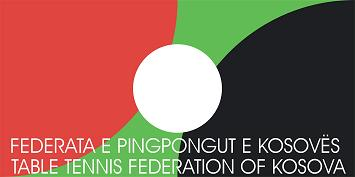 FEDERATA E PINGPONGUT E KOSOVËS
TABLE TENNIS FEDERATION OF KOSOVA